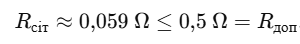 R_сіт ≈ 0,059 Ω ≤ 0,5 Ω = R_доп